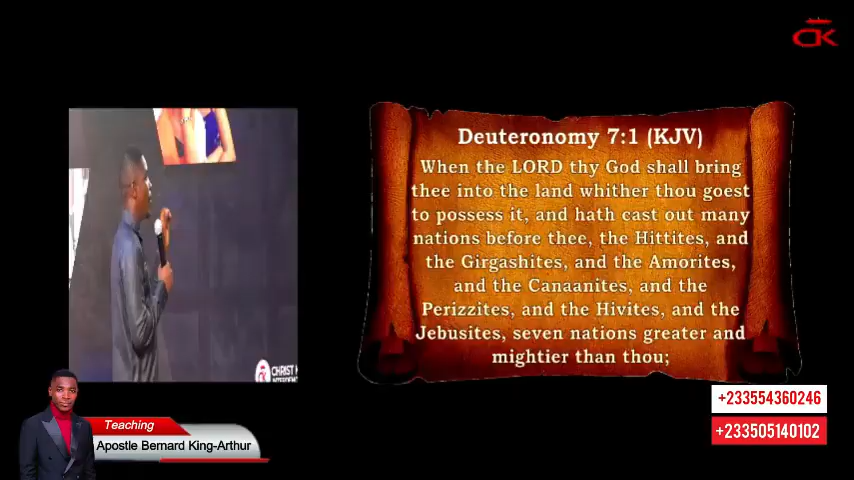 CK
Deuteronomy 7:1 (KJV)
When the LORD thy God shall bring
thee into the land whither thou goest
to possess it, and hath cast out many
nations before thee, the Hittites, and
the Girgashites, and the Amorites,
and the Canaanites, and the
Perizzites, and the Hivites, and the
Jebusites, seven nations greater and
mightier than thou;
CHRIST
+233554360246
+233505140102
Teaching
Apostle Bernard King-Arthur